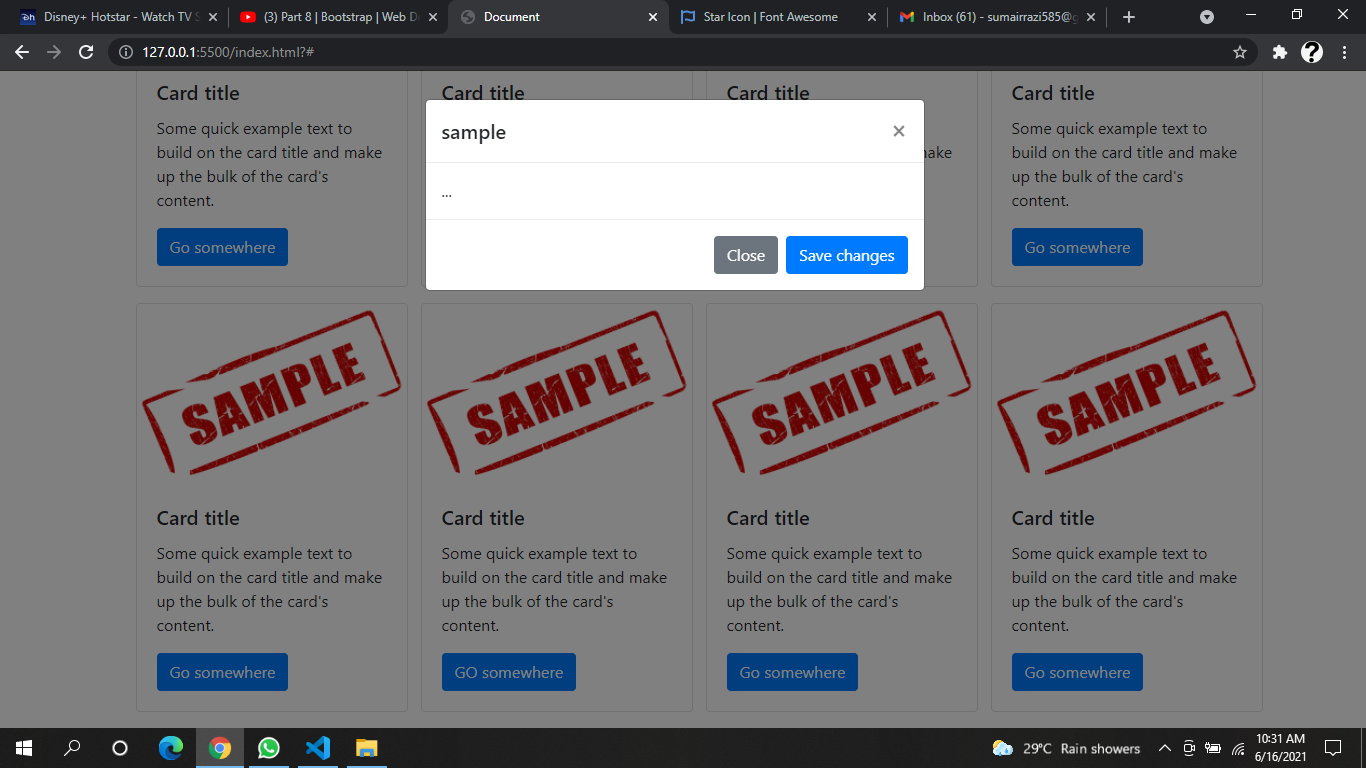 Disney+ Hotstar - Watch TV S
(3) Part 8 | Bootstrap | Web D
Document
Star Icon | Font Awesome
Inbox (61) - sumairrazi585@g
127.0.0.1:5500/index.html?#
Card title
Some quick example text to
build on the card title and make
up the bulk of the card's
content.
Go somewhere
Card title
Card title
ake
Card title
Some quick example text to
build on the card title and make
up the bulk of the card's
content.
Go somewhere
sample
×
...
Close
Save changes
SAMPLE
Card title
Some quick example text to
build on the card title and make
up the bulk of the card's
content.
Go somewhere
SAMPLE
Card title
Some quick example text to
build on the card title and make
up the bulk of the card's
content.
GO somewhere
SAMPLE
Card title
Some quick example text to
build on the card title and make
up the bulk of the card's
content.
Go somewhere
SAMPLE
Card title
Some quick example text to
build on the card title and make
up the bulk of the card's
content.
Go somewhere
29°C Rain showers
10:31 AM
6/16/2021